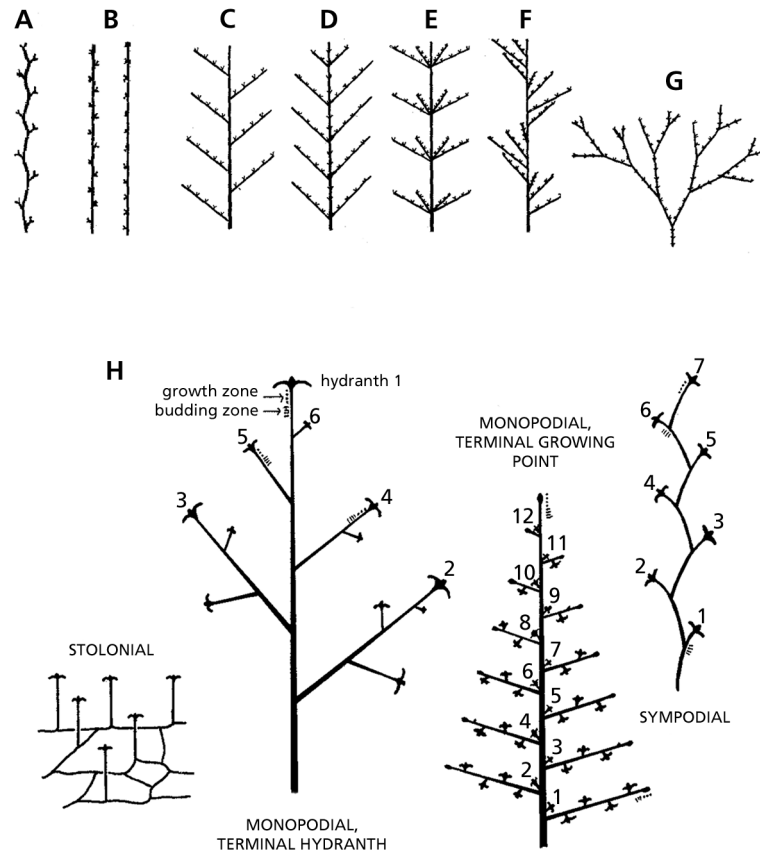 A
B
C
D
E
F
G
H
growth zone
budding zone
hydranth 1
6
5
3
4
2
STOLONIAL
MONOPODIAL,
TERMINAL HYDRANTH
MONOPODIAL,
TERMINAL GROWING
POINT
12
11
10
9
8
7
6
5
4
3
2
1
7
6
5
4
3
2
1
SYMPODIAL